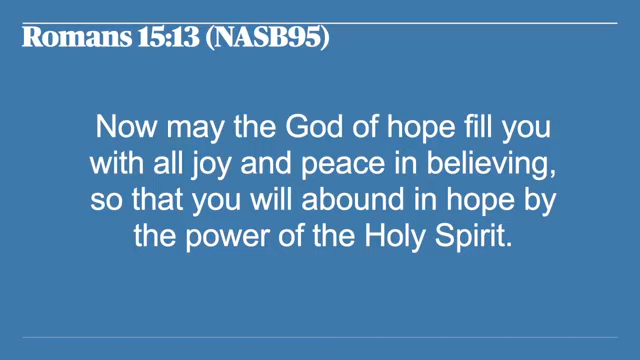 Romans 15:13 (NASB95)
Now may the God of hope fill you
with all joy and peace in believing,
so that you will abound in hope by
the power of the Holy Spirit.